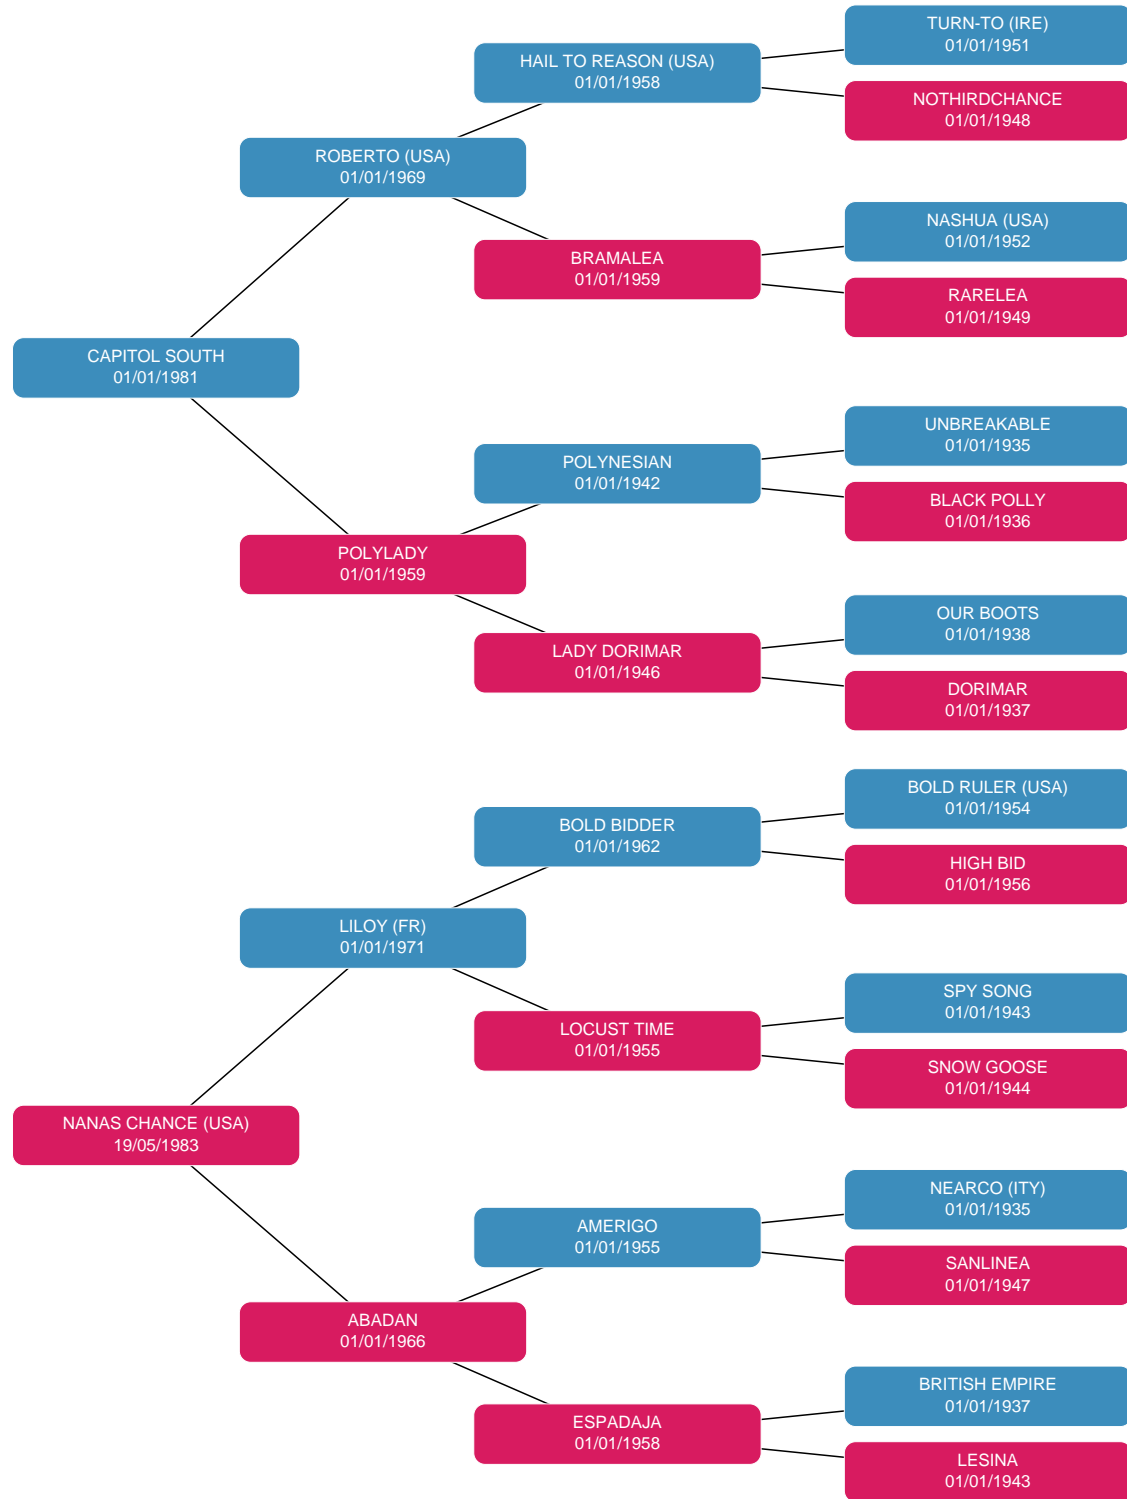 TURN-TO (IRE)
01/01/1951
HAIL TO REASON (USA)
01/01/1958
NOTHIRDCHANCE
01/01/1948
ROBERTO (USA)
01/01/1969
NASHUA (USA)
01/01/1952
BRAMALEA
01/01/1959
RARELEA
01/01/1949
CAPITOL SOUTH
01/01/1981
UNBREAKABLE
01/01/1935
POLYNESIAN
01/01/1942
BLACK POLLY
01/01/1936
POLYLADY
01/01/1959
OUR BOOTS
01/01/1938
LADY DORIMAR
01/01/1946
DORIMAR
01/01/1937
BOLD RULER (USA)
01/01/1954
BOLD BIDDER
01/01/1962
HIGH BID
01/01/1956
LILOY (FR)
01/01/1971
SPY SONG
01/01/1943
LOCUST TIME
01/01/1955
SNOW GOOSE
01/01/1944
NANAS CHANCE (USA)
19/05/1983
NEARCO (ITY)
01/01/1935
AMERIGO
01/01/1955
SANLINEA
01/01/1947
ABADAN
01/01/1966
BRITISH EMPIRE
01/01/1937
ESPADAJA
01/01/1958
LESINA
01/01/1943